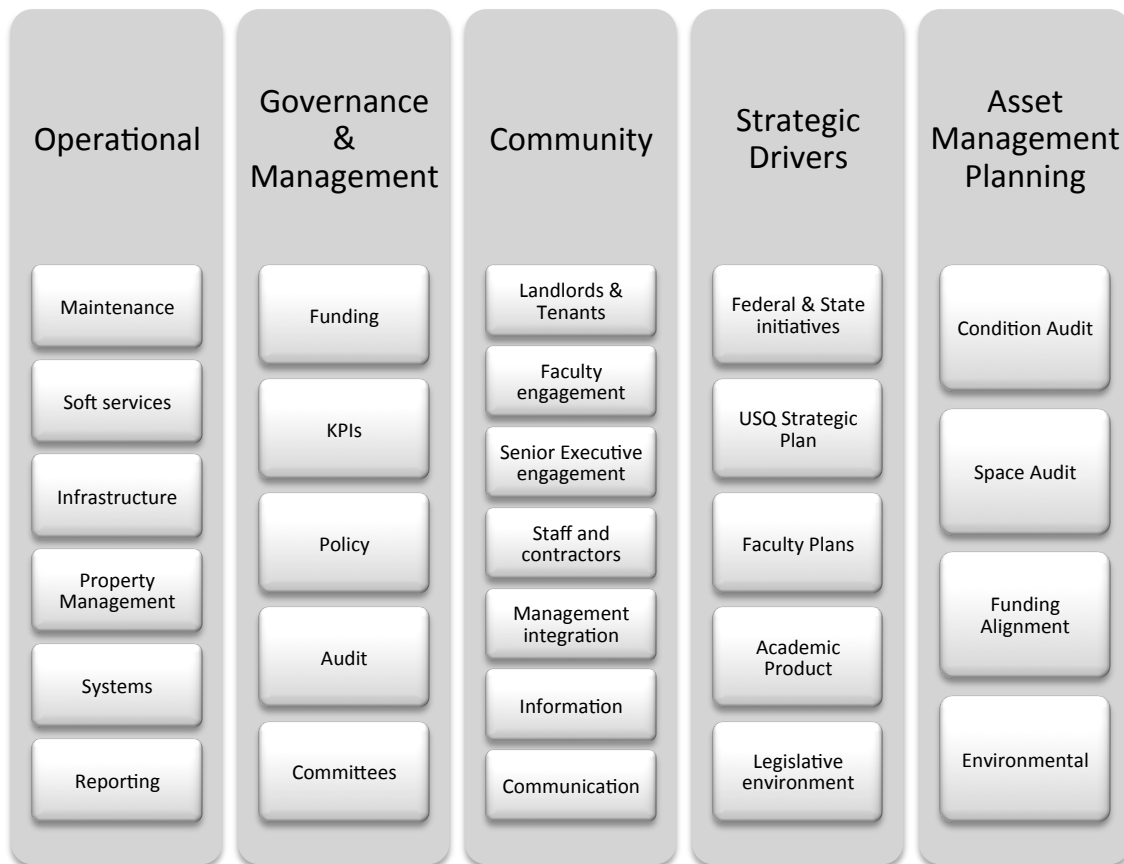 Operational
Maintenance
Soft services
Infrastructure
Property
Management
Systems
Reporting
Governance
&
Management
Funding
KPIs
Policy
Audit
Committees
Community
Landlords &
Tenants
Faculty
engagement
Senior Executive
engagement
Staff and
contractors
Management
integration
Information
Communication
Strategic
Drivers
Federal & State
initiatives
USQ Strategic
Plan
Faculty Plans
Academic
Product
Legislative
environment
Asset
Management
Planning
Condition Audit
Space Audit
Funding
Alignment
Environmental